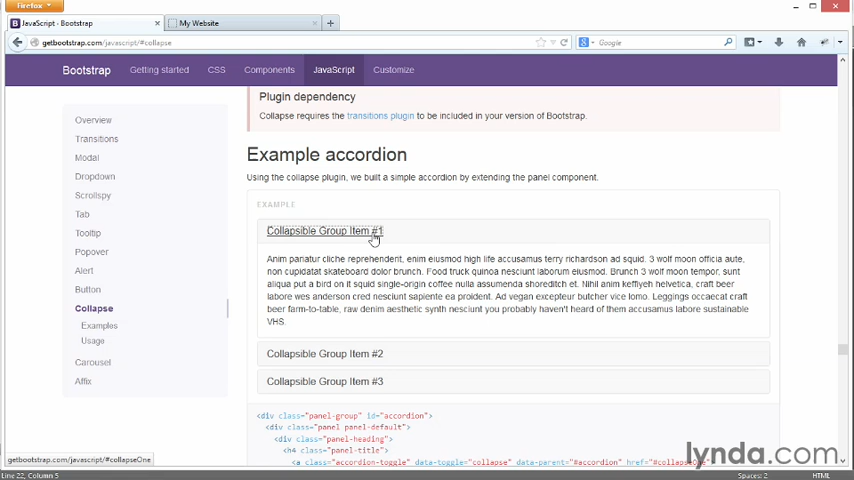 Firefox
JavaScript · Bootstrap
My Website
getbootstrap.com/javascript/#collapse
Google
Bootstrap
Getting started
CSS
Components
JavaScript
Customize
Plugin dependency
Collapse requires the transitions plugin to be included in your version of Bootstrap.
Overview
Transitions
Modal
Dropdown
Scrollspy
Tab
Tooltip
Popover
Alert
Button
Collapse
Examples
Usage
Carousel
Affix
Example accordion
Using the collapse plugin, we built a simple accordion by extending the panel component.
EXAMPLE
Collapsible Group Item #1
Anim pariatur cliche reprehenderit, enim eiusmod high life accusamus terry richardson ad squid. 3 wolf moon officia aute,
non cupidatat skateboard dolor brunch. Food truck quinoa nesciunt laborum eiusmod. Brunch 3 wolf moon tempor, sunt
aliqua put a bird on it squid single-origin coffee nulla assumenda shoreditch et. Nihil anim keffiyeh helvetica, craft beer
labore wes anderson cred nesciunt sapiente ea proident. Ad vegan excepteur butcher vice lomo. Leggings occaecat craft
beer farm-to-table, raw denim aesthetic synth nesciunt you probably haven't heard of them accusamus labore sustainable
VHS.
Collapsible Group Item #2
Collapsible Group Item #3
<div class="panel-group" id="accordion">
<div class="panel panel-default">
<div class="panel-heading">
<h4 class="panel-title">
<a class="accordion-toggle" data-toggle="collapse" data-parent="#accordion" href="#collapseOne">
getbootstrap.com/javascript/#collapseOne
lynda.com
Line 22, Column 5
Spaces: 2
HTML